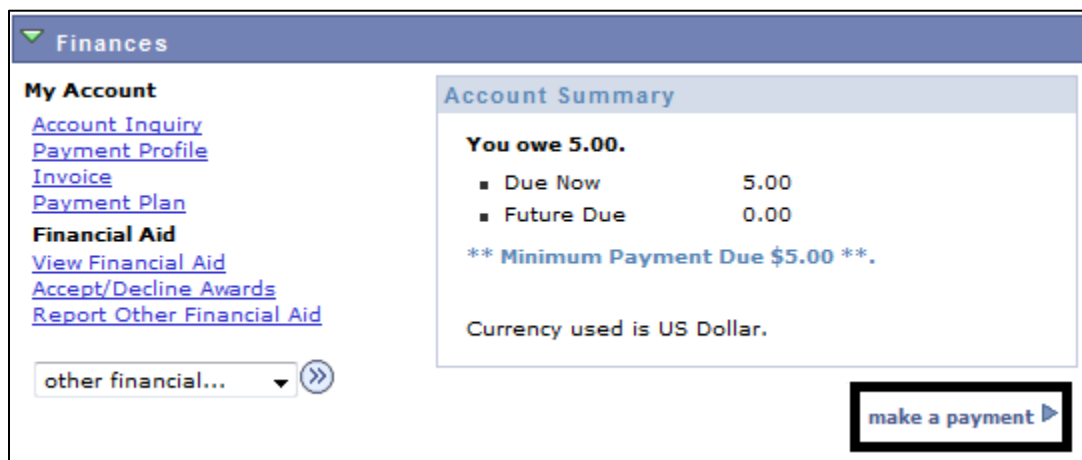 Finances
My Account
Account Inquiry
Payment Profile
Invoice
Payment Plan
Financial Aid
View Financial Aid
Accept/Decline Awards
Report Other Financial Aid
other financial...
Account Summary
You owe 5.00.
Due Now 5.00
Future Due 0.00
** Minimum Payment Due $5.00 **.
Currency used is US Dollar.
make a payment